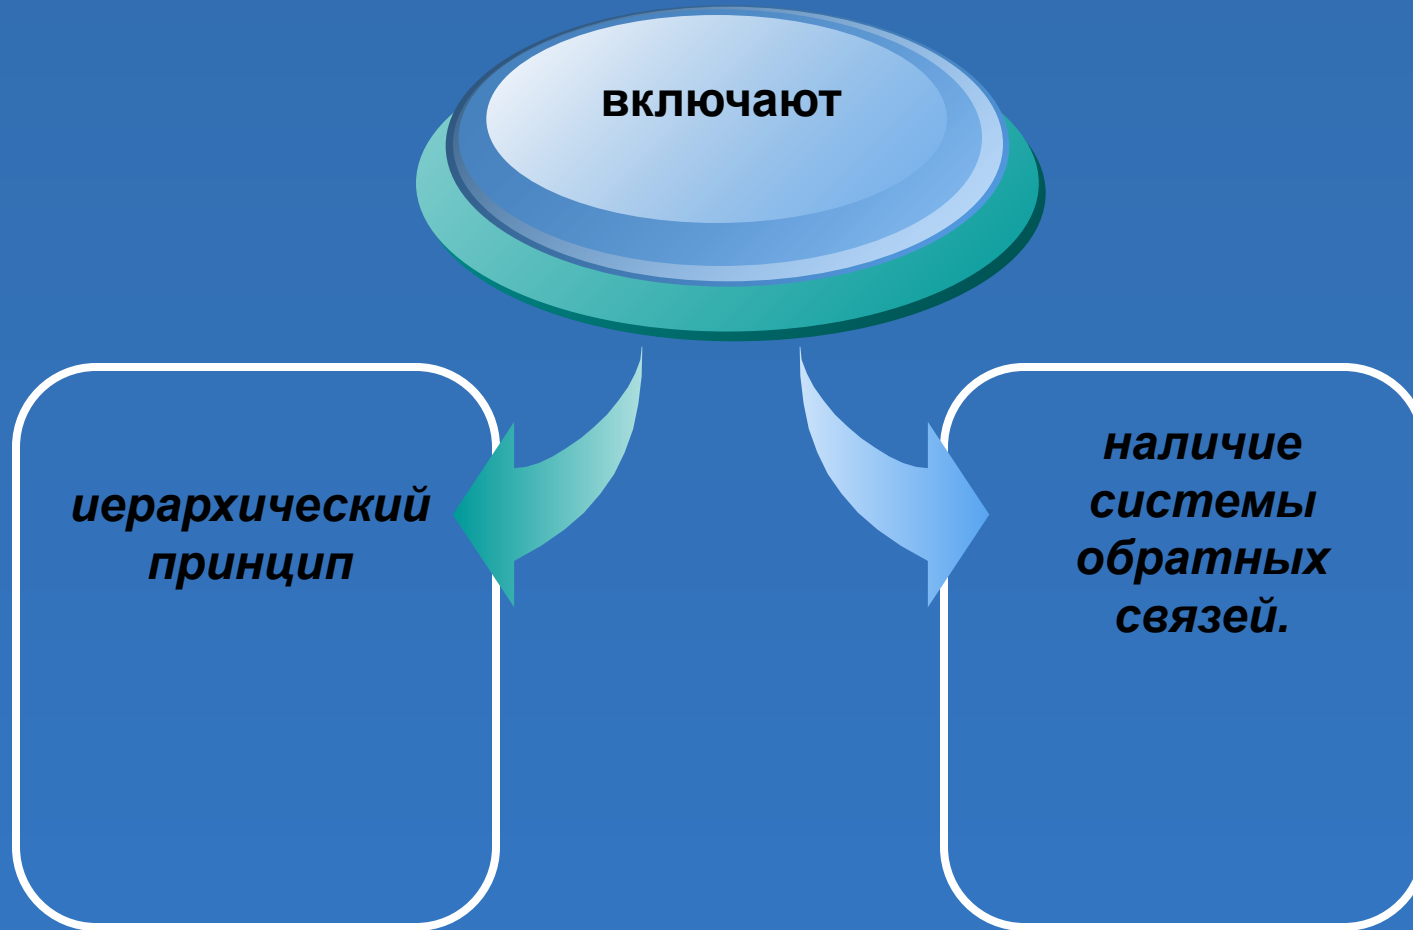 включают
иерархический
принцип
наличие
системы
обратных
связей.